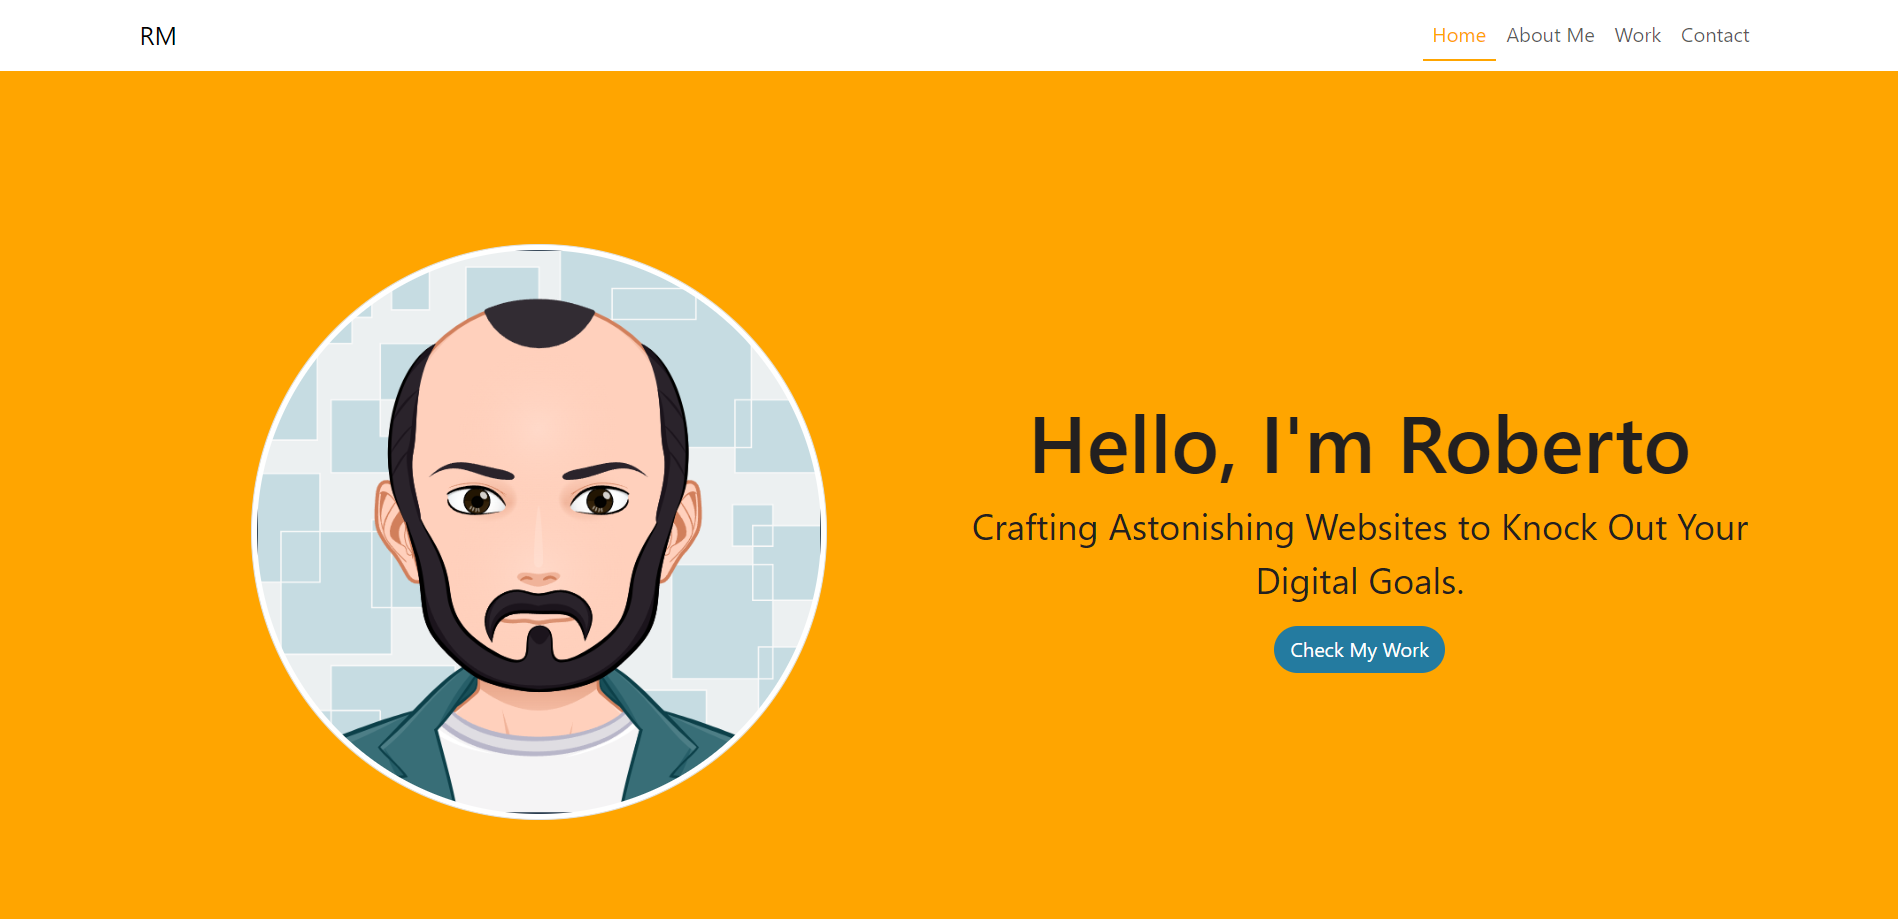 RM
Home About Me Work Contact
Hello, I'm Roberto
Crafting Astonishing Websites to Knock Out Your
Digital Goals.
Check My Work